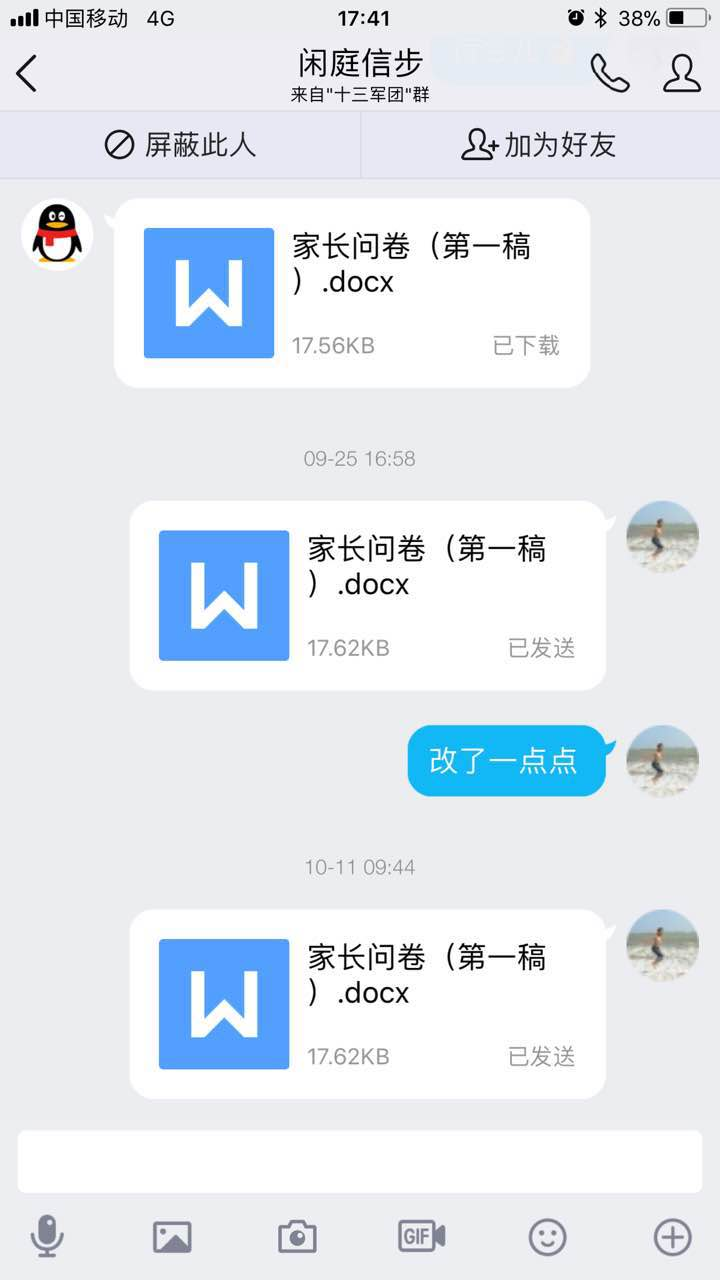 中国移动 4G 17:41 38%
闲庭信步
来自"十三军团"群
屏蔽此人 加为好友
家长问卷（第一稿
）.docx
17.56KB 已下载
09-25 16:58
家长问卷（第一稿
）.docx
17.62KB 已发送
改了一点点
10-11 09:44
家长问卷（第一稿
）.docx
17.62KB 已发送
GIF